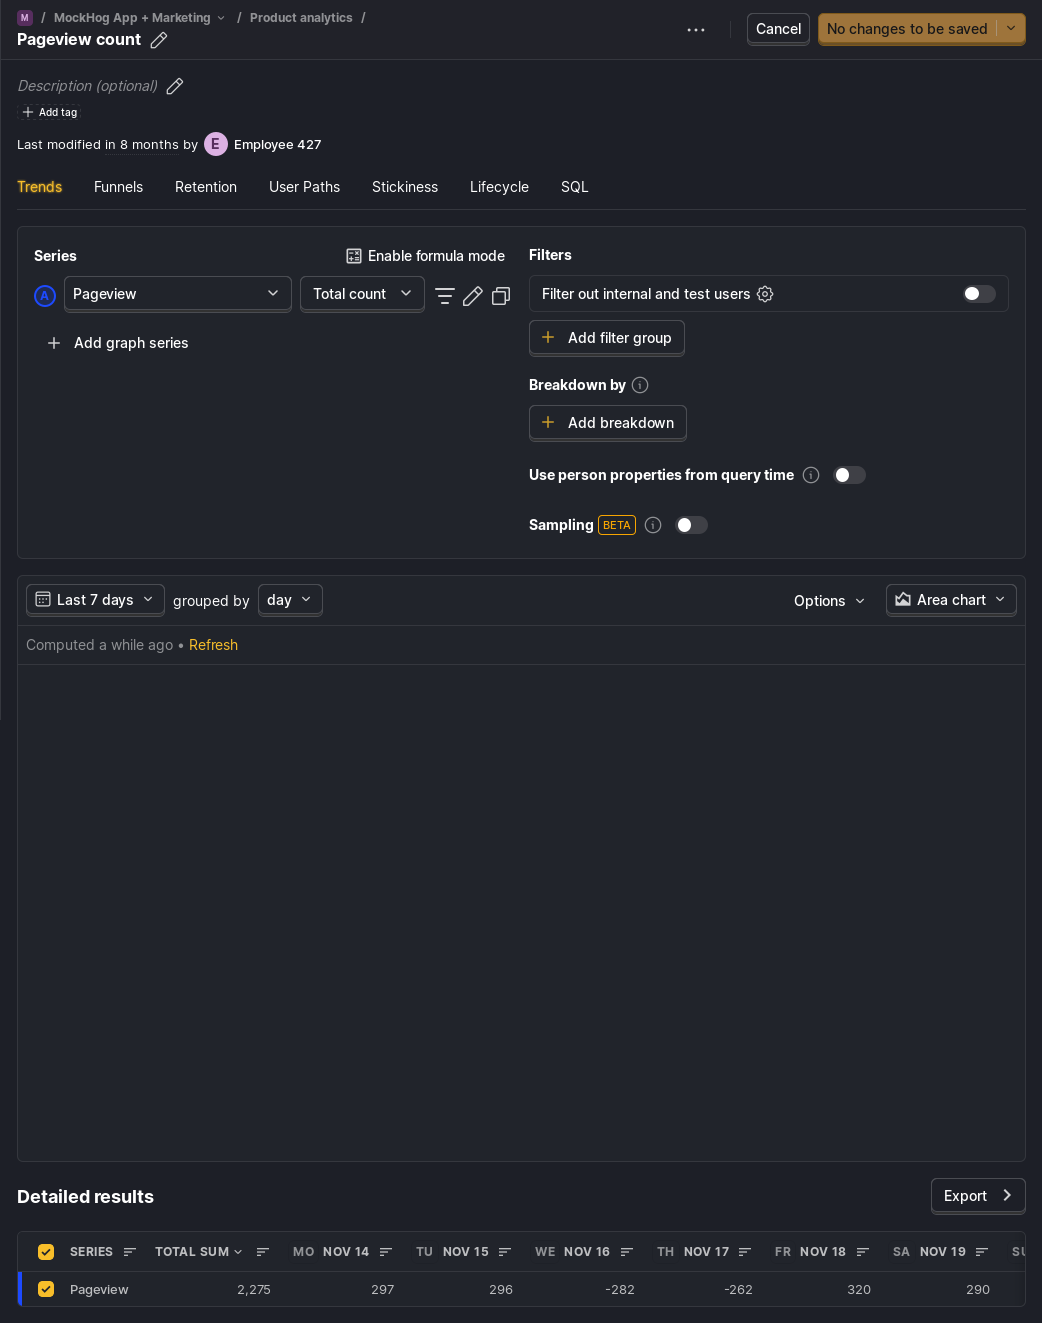 M / MockHog App + Marketing / Product analytics /
Pageview count
Cancel
No changes to be saved
Description (optional)
Add tag
Last modified in 8 months by E Employee 427
Trends Funnels Retention User Paths Stickiness Lifecycle SQL
Series
Enable formula mode
A Pageview Total count
Add graph series
Filters
Filter out internal and test users
Add filter group
Breakdown by
Add breakdown
Use person properties from query time
Sampling BETA
Last 7 days grouped by day
Options Area chart
Computed a while ago • Refresh
Detailed results
Export
SERIES TOTAL SUM MO NOV 14 TU NOV 15 WE NOV 16 TH NOV 17 FR NOV 18 SA NOV 19
Pageview 2,275 297 296 -282 -262 320 290